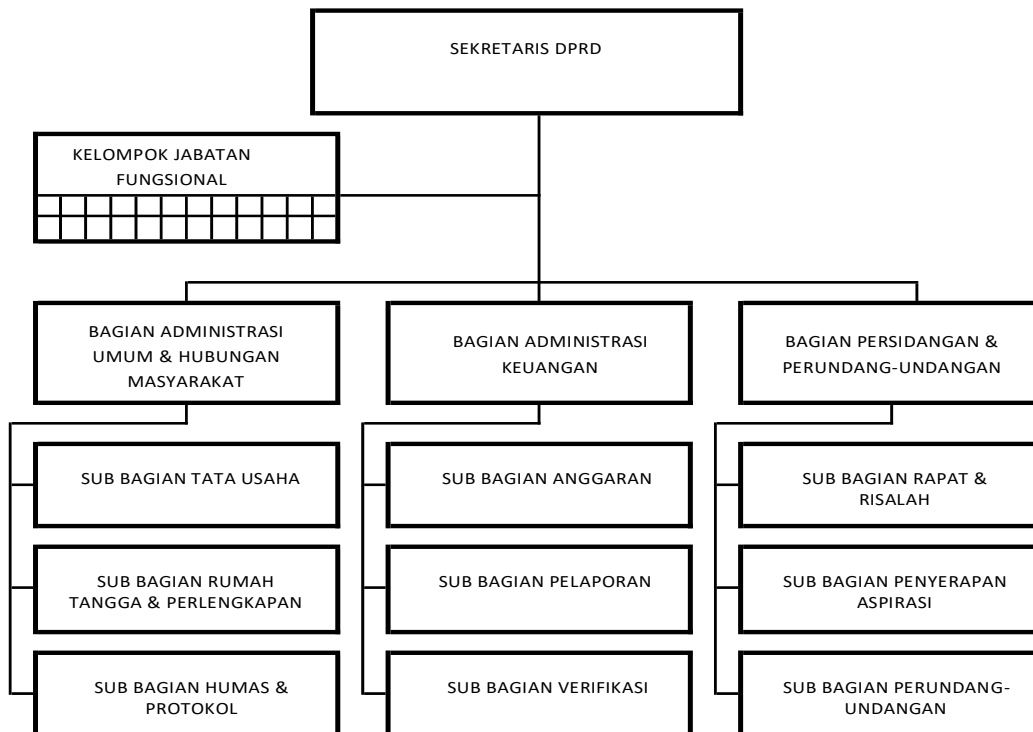 SEKRETARIS DPRD
KELOMPOK JABATAN
FUNGSIONAL
BAGIAN ADMINISTRASI
UMUM & HUBUNGAN
MASYARAKAT
BAGIAN ADMINISTRASI
KEUANGAN
BAGIAN PERSIDANGAN &
PERUNDANG-UNDANGAN
SUB BAGIAN TATA USAHA
SUB BAGIAN ANGGARAN
SUB BAGIAN RAPAT &
RISALAH
SUB BAGIAN RUMAH
TANGGA & PERLENGKAPAN
SUB BAGIAN PELAPORAN
SUB BAGIAN PENYERAPAN
ASPIRASI
SUB BAGIAN HUMAS &
PROTOKOL
SUB BAGIAN VERIFIKASI
SUB BAGIAN PERUNDANG-
UNDANGAN